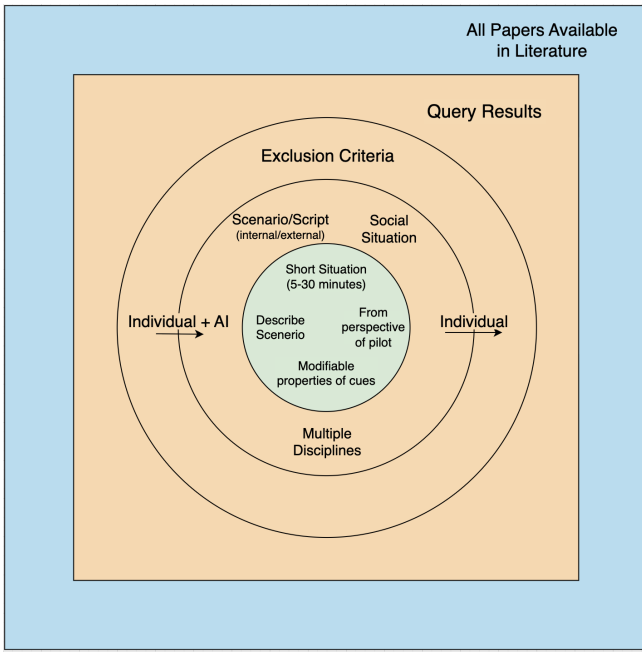 All Papers Available
in Literature
Query Results
Exclusion Criteria
Scenario/Script
(internal/external)
Social
Situation
Short Situation
(5-30 minutes)
Individual + AI
Describe
Scenerio
From
perspective
of pilot
Individual
Modifiable
properties of cues
Multiple
Disciplines